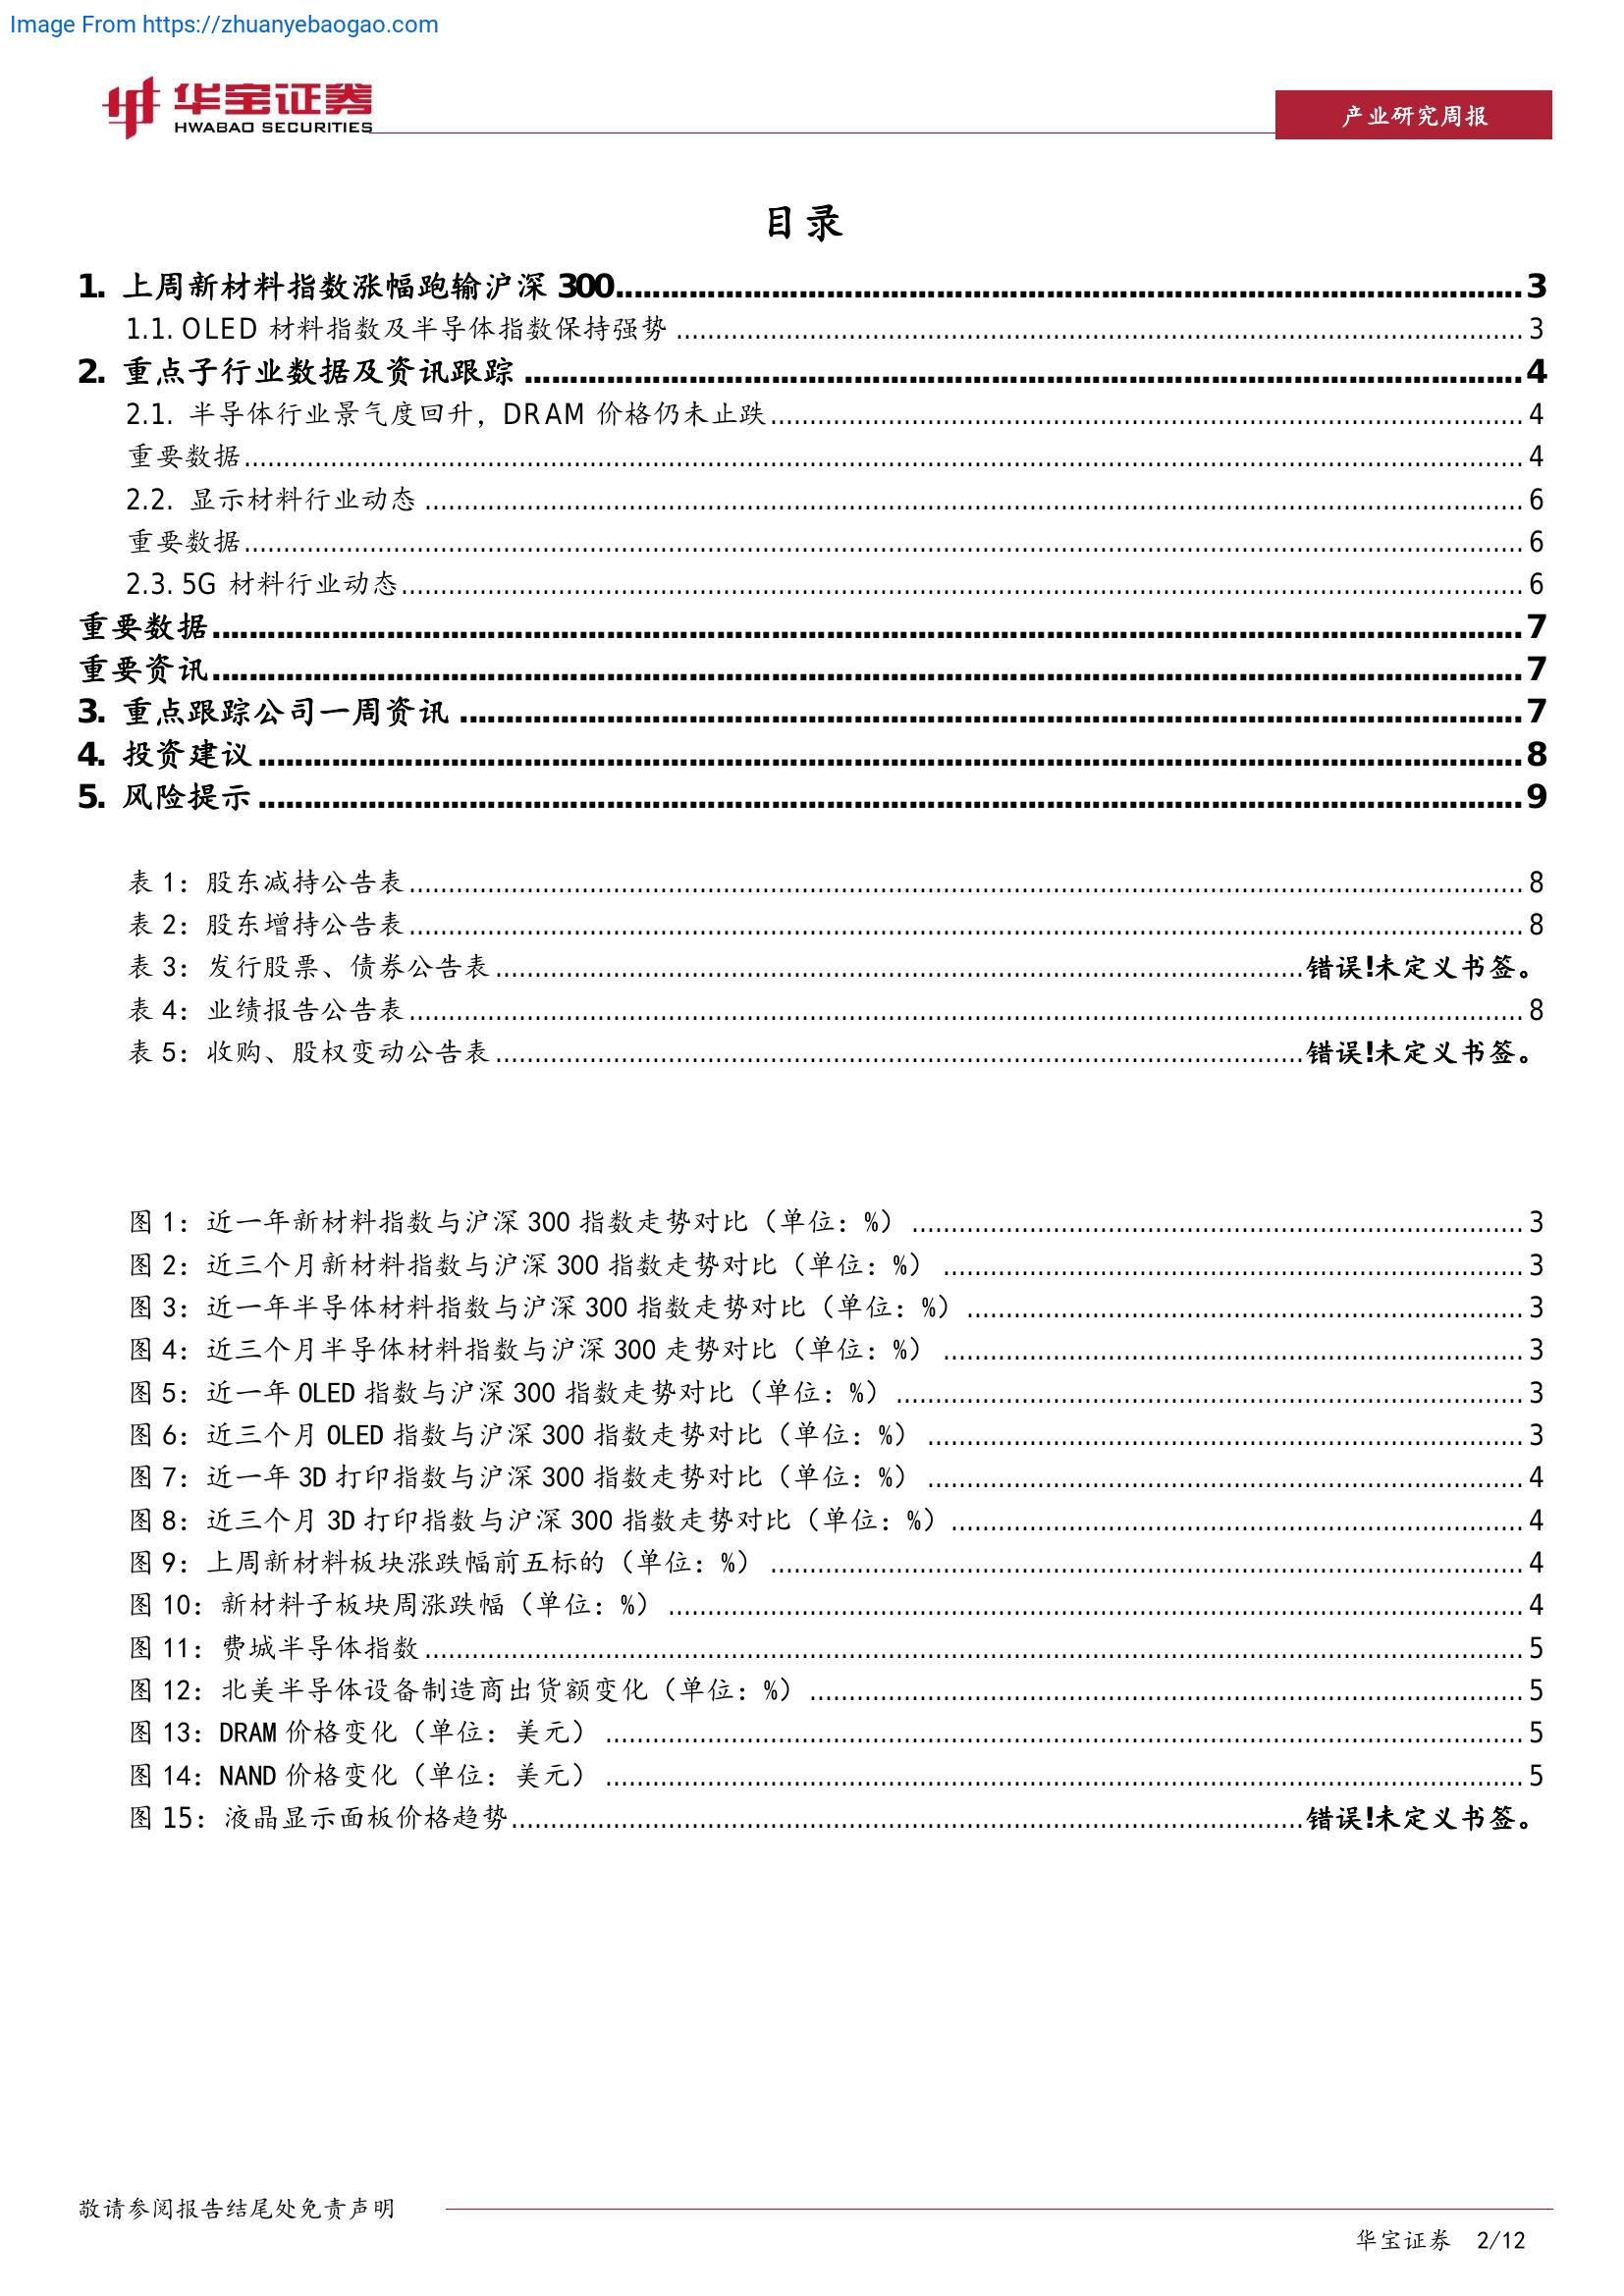 Image From https://zhuanyebaogao.com
华宝证券
HWABAO SECURITIES
产业研究周报
目录
1. 上周新材料指数涨幅跑输沪深 300........................................3
1.1. OLED 材料指数及半导体指数保持强势 ........................................ 3
2. 重点子行业数据及资讯跟踪 ........................................4
2.1. 半导体行业景气度回升，DRAM 价格仍未止跌........................................ 4
重要数据........................................ 4
2.2. 显示材料行业动态 ........................................ 6
重要数据........................................ 6
2.3. 5G 材料行业动态........................................ 6
重要数据........................................7
重要资讯........................................7
3. 重点跟踪公司一周资讯 ........................................7
4. 投资建议 ........................................8
5. 风险提示 ........................................9
表 1：股东减持公告表........................................ 8
表 2：股东增持公告表........................................ 8
表 3：发行股票、债券公告表........................................错误!未定义书签。
表 4：业绩报告公告表........................................ 8
表 5：收购、股权变动公告表........................................错误!未定义书签。
图 1：近一年新材料指数与沪深 300 指数走势对比（单位：%） ........................................ 3
图 2：近三个月新材料指数与沪深 300 指数走势对比（单位：%） ........................................ 3
图 3：近一年半导体材料指数与沪深 300 指数走势对比（单位：%） ........................................ 3
图 4：近三个月半导体材料指数与沪深 300 走势对比（单位：%） ........................................ 3
图 5：近一年 OLED 指数与沪深 300 指数走势对比（单位：%） ........................................ 3
图 6：近三个月 OLED 指数与沪深 300 指数走势对比（单位：%） ........................................ 3
图 7：近一年 3D 打印指数与沪深 300 指数走势对比（单位：%） ........................................ 4
图 8：近三个月 3D 打印指数与沪深 300 指数走势对比（单位：%） ........................................ 4
图 9：上周新材料板块涨跌幅前五标的（单位：%） ........................................ 4
图 10：新材料子板块周涨跌幅（单位：%） ........................................ 4
图 11：费城半导体指数........................................ 5
图 12：北美半导体设备制造商出货额变化（单位：%） ........................................ 5
图 13：DRAM 价格变化（单位：美元） ........................................ 5
图 14：NAND 价格变化（单位：美元） ........................................ 5
图 15：液晶显示面板价格趋势........................................错误!未定义书签。
敬请参阅报告结尾处免责声明
华宝证券 2/12